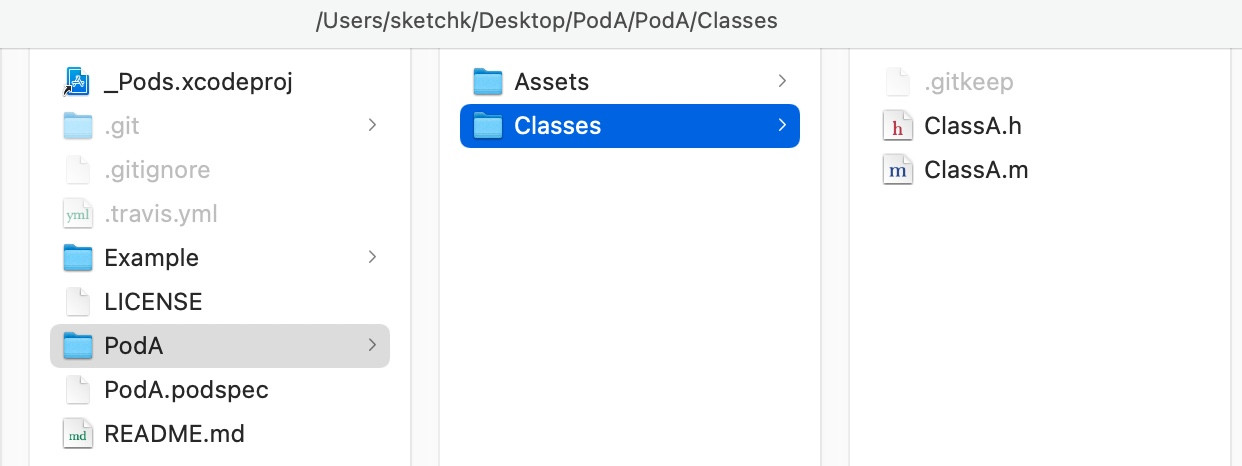 /Users/sketchk/Desktop/PodA/PodA/Classes
_Pods.xcodeproj
.git
.gitignore
yml
.travis.yml
Example
LICENSE
PodA
PodA.podspec
md
README.md
Assets
Classes
.gitkeep
h
ClassA.h
m
ClassA.m